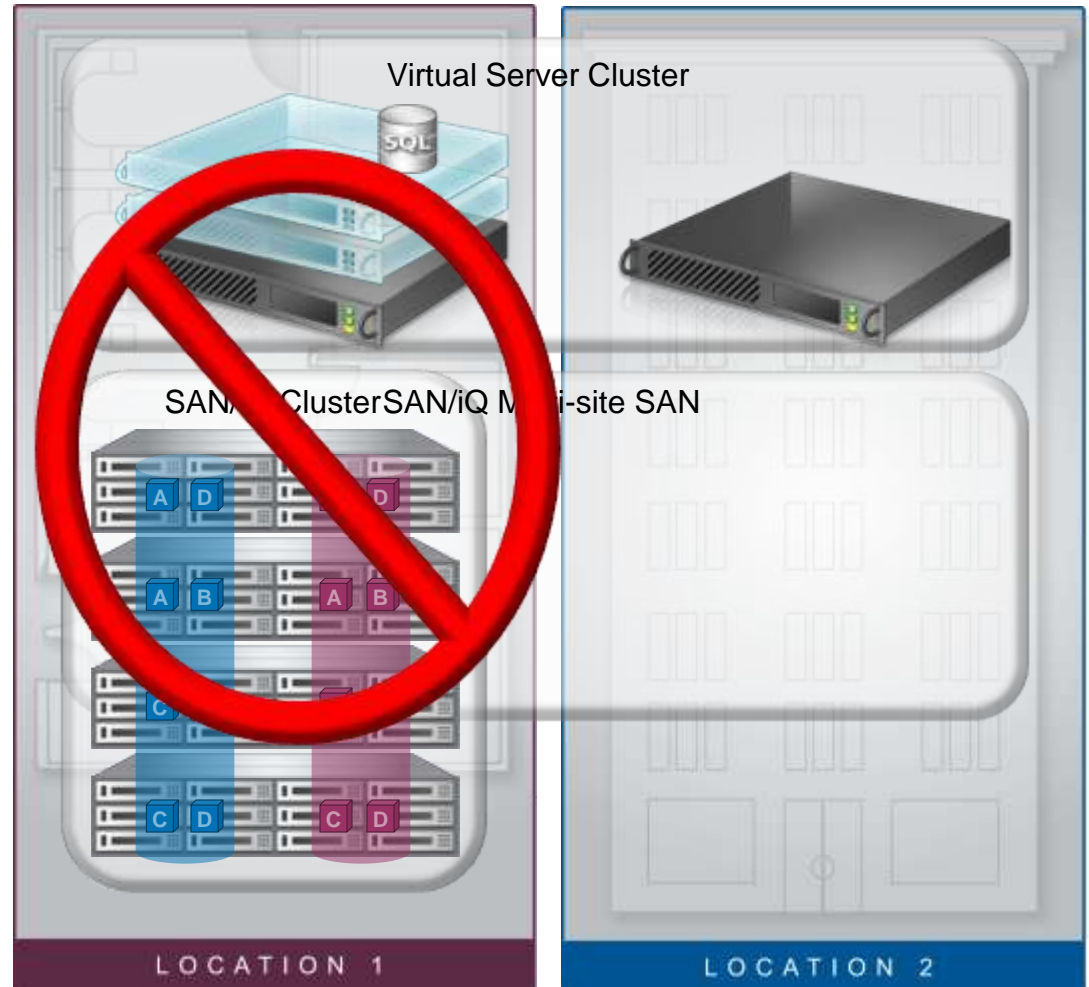 Virtual Server Cluster
SQL
SAN/ ClusterSAN/iQ M i-site SAN
A D D
A B A B
C
C D C D
LOCATION 1
LOCATION 2